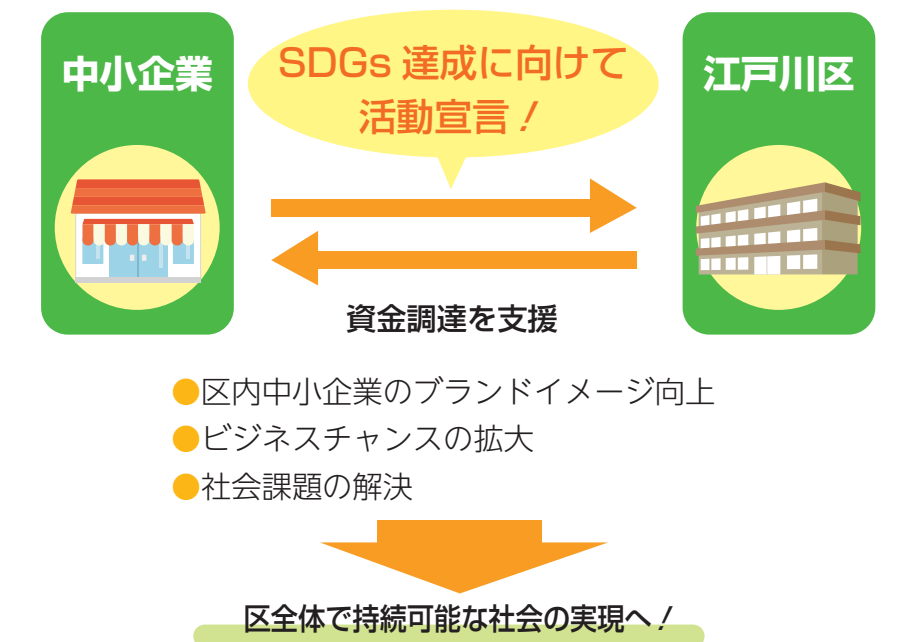 中小企業
SDGs 達成に向けて
活動宣言!
江戸川区
資金調達を支援
●区内中小企業のブランドイメージ向上
●ビジネスチャンスの拡大
●社会課題の解決
区全体で持続可能な社会の実現へ!